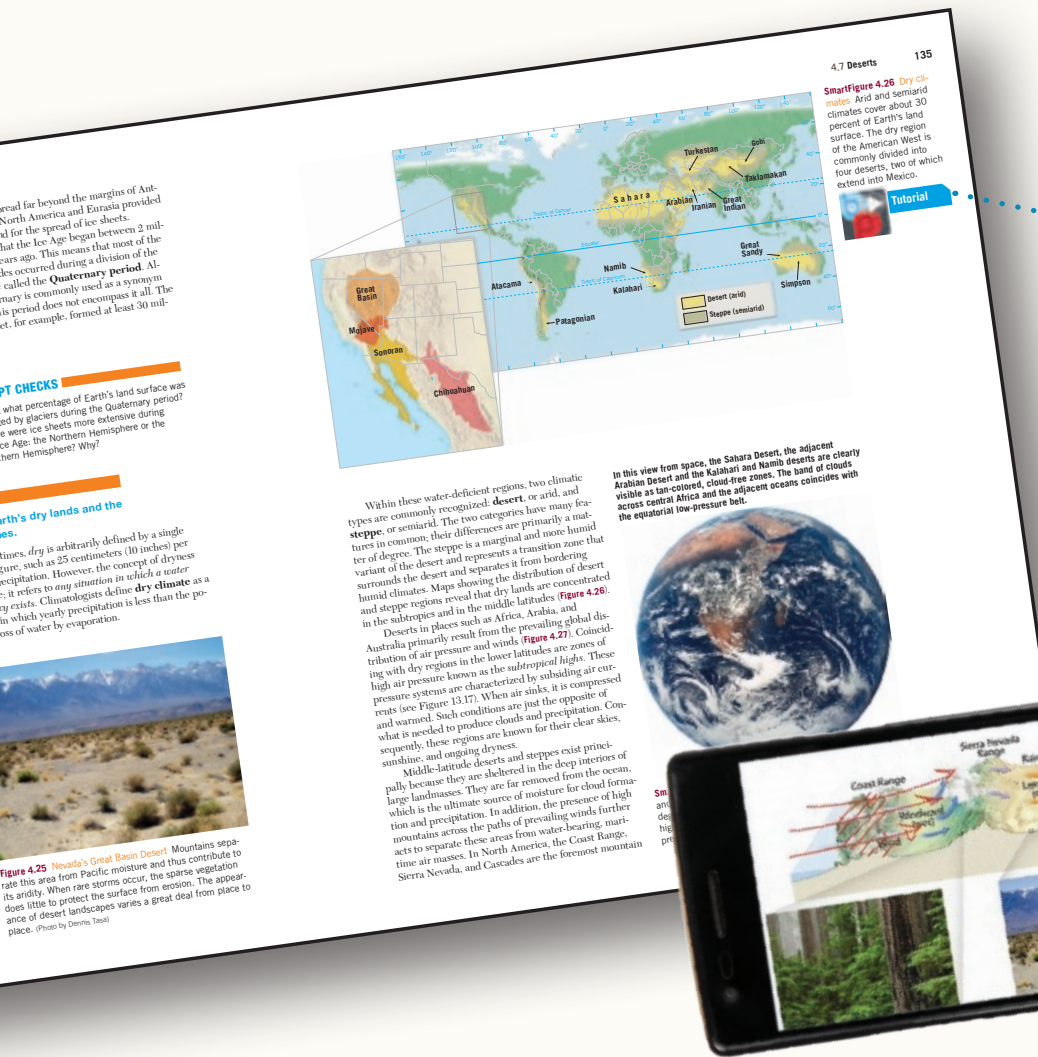 4.7 Deserts 135
SmartFigure 4.26 Dry cli-
mates Arid and semiarid
climates cover about 30
percent of Earth's land
surface. The dry region
of the American West is
commonly divided into
four deserts, two of which
extend into Mexico.
Tutorial
Turkestan
Gobi
Taklamakan
Sahara
Arabian
Iranian
Great
Indian
Tropic of Cancer
Equator
Tropic of Capricorn
Great
Sandy
Simpson
Namib
Kalahari
Atacama
Patagonian
Desert (arid)
Steppe (semiarid)
Great
Basin
Mojave
Sonoran
Chihuahuan
read far beyond the margins of Ant-
North America and Eurasia provided
d for the spread of ice sheets.
hat the Ice Age began between 2 mil-
ears ago. This means that most of the
des occurred during a division of the
called the Quaternary period. Al-
rnary is commonly used as a synonym
is period does not encompass it all. The
et, for example, formed at least 30 mil-
PT CHECKS
what percentage of Earth's land surface was
ged by glaciers during the Quaternary period?
e were ice sheets more extensive during
ce Age: the Northern Hemisphere or the
thern Hemisphere? Why?
arth's dry lands and the
es.
times, dry is arbitrarily defined by a single
gure, such as 25 centimeters (10 inches) per
recipitation. However, the concept of dryness
e; it refers to any situation in which a water
cy exists. Climatologists define dry climate as a
in which yearly precipitation is less than the po-
oss of water by evaporation.
Figure 4.25 Nevada's Great Basin Desert Mountains sepa-
rate this area from Pacific moisture and thus contribute to
its aridity. When rare storms occur, the sparse vegetation
does little to protect the surface from erosion. The appear-
ance of desert landscapes varies a great deal from place to
place. (Photo by Dennis Tasa)
Within these water-deficient regions, two climatic
types are commonly recognized: desert, or arid, and
steppe, or semiarid. The two categories have many fea-
tures in common; their differences are primarily a mat-
ter of degree. The steppe is a marginal and more humid
variant of the desert and represents a transition zone that
surrounds the desert and separates it from bordering
humid climates. Maps showing the distribution of desert
and steppe regions reveal that dry lands are concentrated
in the subtropics and in the middle latitudes (Figure 4.26).
Deserts in places such as Africa, Arabia, and
Australia primarily result from the prevailing global dis-
tribution of air pressure and winds (Figure 4.27). Coincid-
ing with dry regions in the lower latitudes are zones of
high air pressure known as the subtropical highs. These
pressure systems are characterized by subsiding air cur-
rents (see Figure 13.17). When air sinks, it is compressed
and warmed. Such conditions are just the opposite of
what is needed to produce clouds and precipitation. Con-
sequently, these regions are known for their clear skies,
sunshine, and ongoing dryness.
Middle-latitude deserts and steppes exist princi-
pally because they are sheltered in the deep interiors of
large landmasses. They are far removed from the ocean,
which is the ultimate source of moisture for cloud forma-
tion and precipitation. In addition, the presence of high
mountains across the paths of prevailing winds further
acts to separate these areas from water-bearing, mari-
time air masses. In North America, the Coast Range,
Sierra Nevada, and Cascades are the foremost mountain
In this view from space, the Sahara Desert, the adjacent
Arabian Desert and the Kalahari and Namib deserts are clearly
visible as tan-colored, cloud-free zones. The band of clouds
across central Africa and the adjacent oceans coincides with
the equatorial low-pressure belt.
Sm
and
deg
hig
pre
Sierra Nevada
Range
Coast Range
Windward
Wind